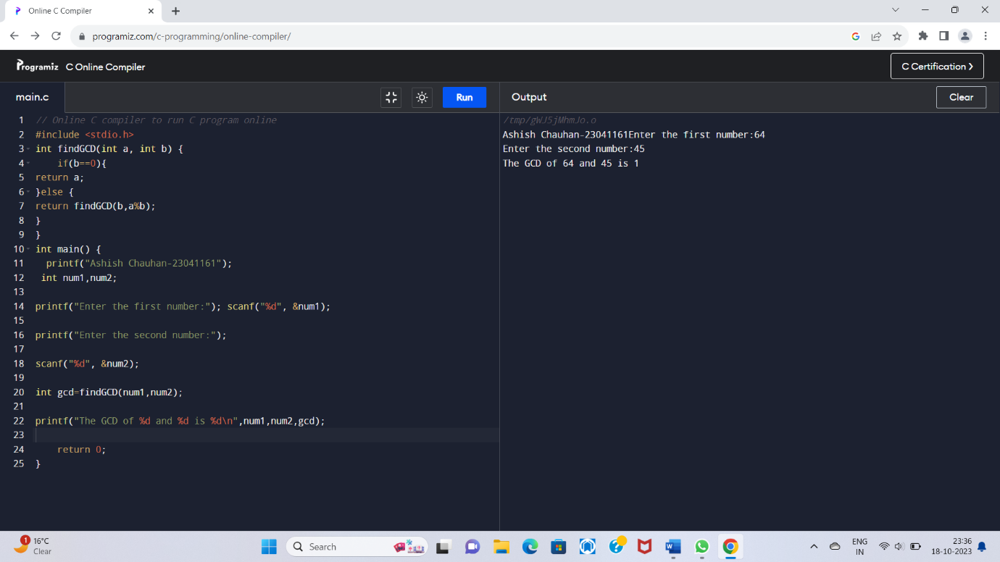 Online C Compiler
programiz.com/c-programming/online-compiler/
Programiz C Online Compiler
C Certification
main.c
Run
Output
Clear
1 // Online C compiler to run C program online
2 #include <stdio.h>
3 int findGCD(int a, int b) {
4 if(b==0){
5 return a;
6 }else {
7 return findGCD(b,a%b);
8 }
9 }
10 int main() {
11 printf("Ashish Chauhan-23041161");
12 int num1,num2;
13
14 printf("Enter the first number:"); scanf("%d", &num1);
15
16 printf("Enter the second number:");
17
18 scanf("%d", &num2);
19
20 int gcd=findGCD(num1,num2);
21
22 printf("The GCD of %d and %d is %d\n",num1,num2,gcd);
23
24 return 0;
25 }
/tmp/gWJ5jMhmJo.o
Ashish Chauhan-23041161Enter the first number:64
Enter the second number:45
The GCD of 64 and 45 is 1
1
16°C
Clear
Search
ENG
IN
23:36
18-10-2023